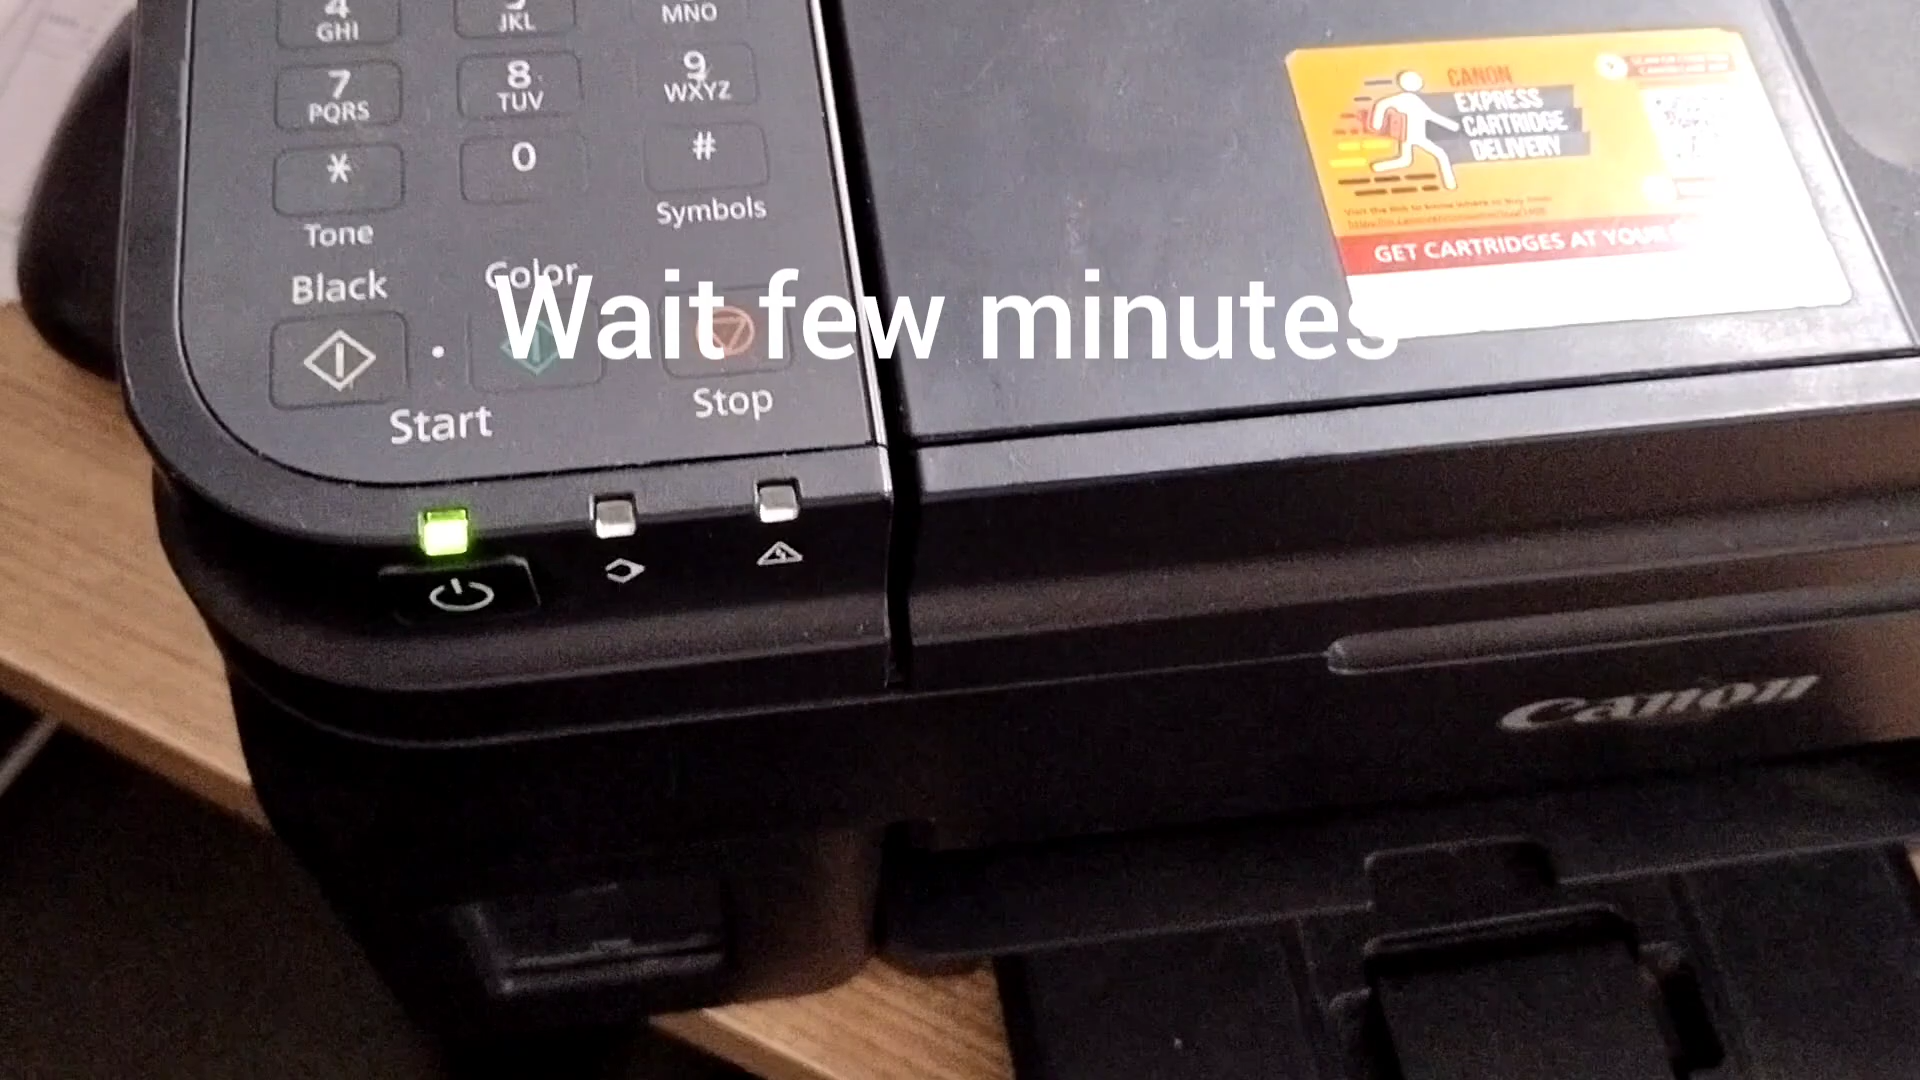 4
GHI
JKL
MNO
7
PQRS
8
TUV
9
WXYZ
*
0
#
Tone
Symbols
Black
Color
Start
Stop
Wait few minutes
CANON
EXPRESS
CARTRIDGE
DELIVERY
GET CARTRIDGES AT YOUR
Canon